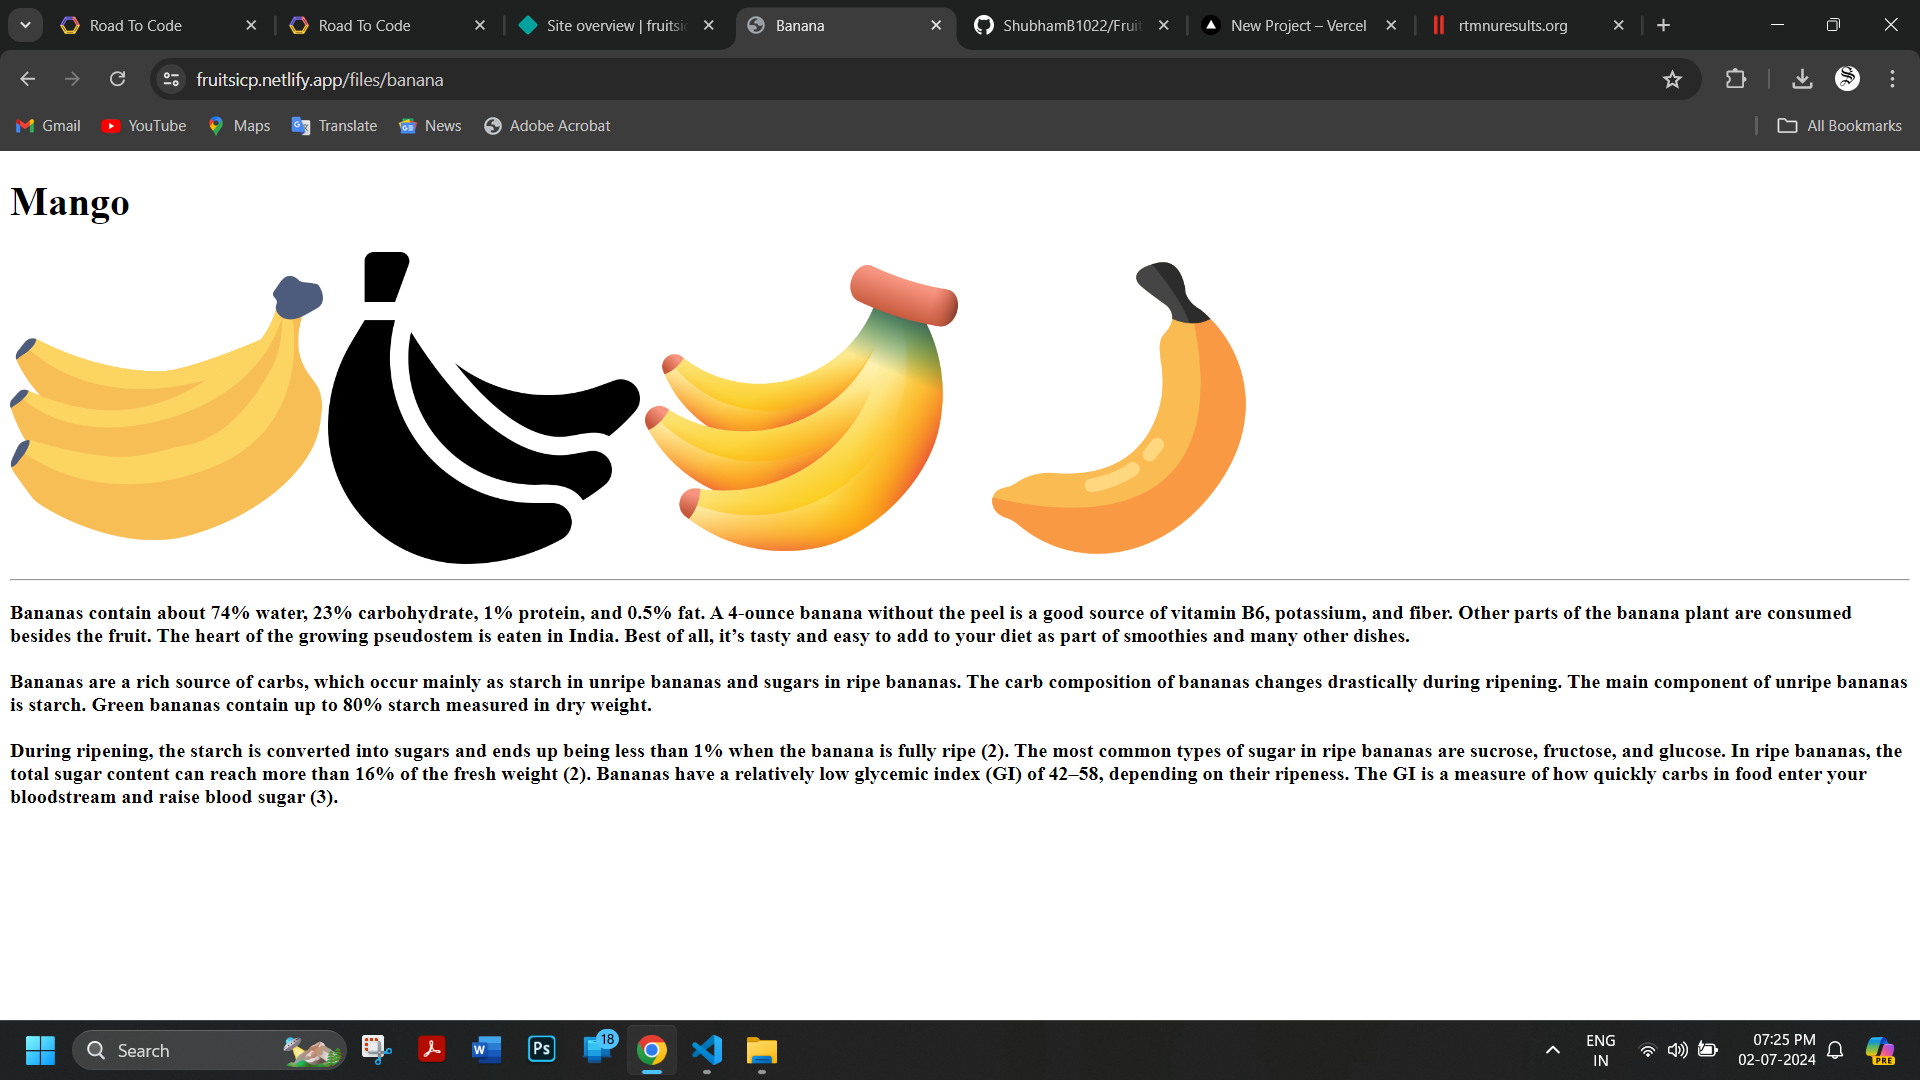 Road To Code
Road To Code
Site overview | fruitsic
Banana
ShubhamB1022/Fruit
New Project – Vercel
rtmnuresults.org
fruitsicp.netlify.app/files/banana
Gmail
YouTube
Maps
Translate
News
Adobe Acrobat
All Bookmarks
Mango
Bananas contain about 74% water, 23% carbohydrate, 1% protein, and 0.5% fat. A 4-ounce banana without the peel is a good source of vitamin B6, potassium, and fiber. Other parts of the banana plant are consumed
besides the fruit. The heart of the growing pseudostem is eaten in India. Best of all, it’s tasty and easy to add to your diet as part of smoothies and many other dishes.
Bananas are a rich source of carbs, which occur mainly as starch in unripe bananas and sugars in ripe bananas. The carb composition of bananas changes drastically during ripening. The main component of unripe bananas
is starch. Green bananas contain up to 80% starch measured in dry weight.
During ripening, the starch is converted into sugars and ends up being less than 1% when the banana is fully ripe (2). The most common types of sugar in ripe bananas are sucrose, fructose, and glucose. In ripe bananas, the
total sugar content can reach more than 16% of the fresh weight (2). Bananas have a relatively low glycemic index (GI) of 42–58, depending on their ripeness. The GI is a measure of how quickly carbs in food enter your
bloodstream and raise blood sugar (3).
Search
W
Ps
18
ENG
IN
07:25 PM
02-07-2024
PRE